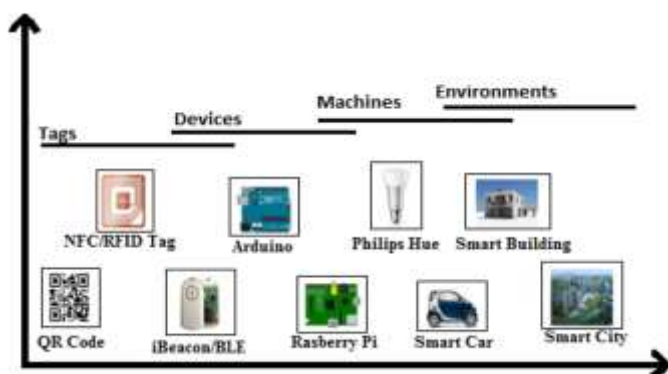 Environments
Machines
Devices
Tags
NFC/RFID Tag
Arduino
Philips Hue
Smart Building
QR Code
iBeacon/BLE
Rasberry Pi
Smart Car
Smart City